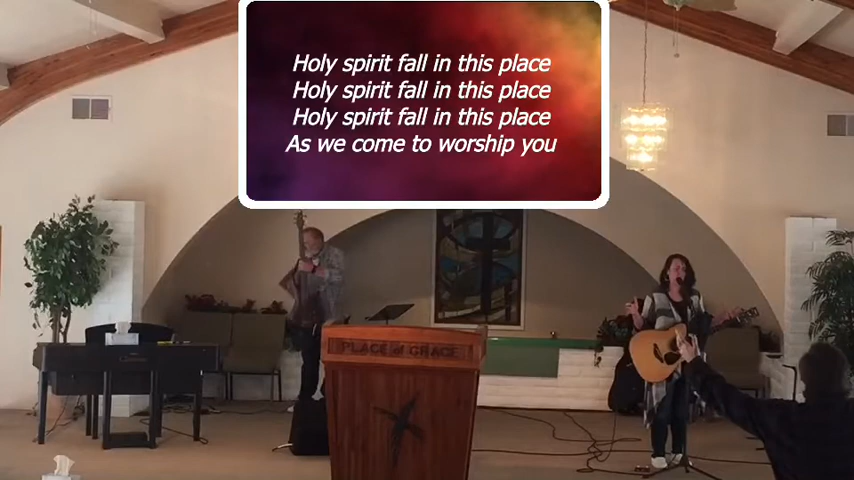 Holy spirit fall in this place
Holy spirit fall in this place
Holy spirit fall in this place
As we come to worship you
PLACE of GRACE